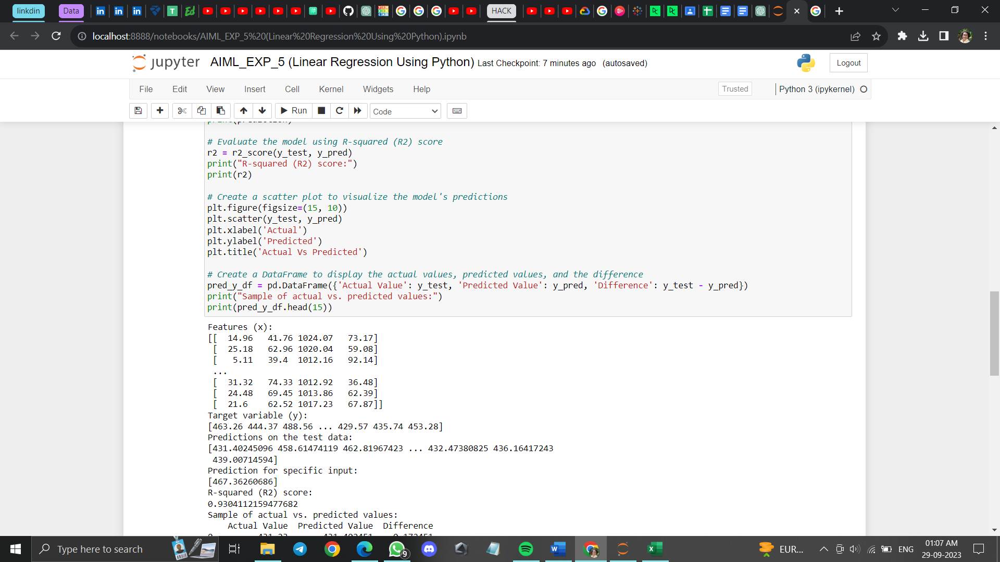 linkdin
Data
HACK
localhost:8888/notebooks/AIML_EXP_5%20(Linear%20Regression%20Using%20Python).ipynb
jupyter AIML_EXP_5 (Linear Regression Using Python) Last Checkpoint: 7 minutes ago (autosaved)
Logout
File Edit View Insert Cell Kernel Widgets Help
Trusted
Python 3 (ipykernel)
Run
Code
# Evaluate the model using R-squared (R2) score
r2 = r2_score(y_test, y_pred)
print("R-squared (R2) score:")
print(r2)
# Create a scatter plot to visualize the model's predictions
plt.figure(figsize=(15, 10))
plt.scatter(y_test, y_pred)
plt.xlabel('Actual')
plt.ylabel('Predicted')
plt.title('Actual Vs Predicted')
# Create a DataFrame to display the actual values, predicted values, and the difference
pred_y_df = pd.DataFrame({'Actual Value': y_test, 'Predicted Value': y_pred, 'Difference': y_test - y_pred})
print("Sample of actual vs. predicted values:")
print(pred_y_df.head(15))
Features (x):
[[ 14.96 41.76 1024.07 73.17]
[ 25.18 62.96 1020.04 59.08]
[ 5.11 39.4 1012.16 92.14]
...
[ 31.32 74.33 1012.92 36.48]
[ 24.48 69.45 1013.86 62.39]
[ 21.6 62.52 1017.23 67.87]]
Target variable (y):
[463.26 444.37 488.56 ... 429.57 435.74 453.28]
Predictions on the test data:
[431.40245096 458.61474119 462.81967423 ... 432.47380825 436.16417243
439.00714594]
Prediction for specific input:
[467.36260686]
R-squared (R2) score:
0.9304112159477682
Sample of actual vs. predicted values:
Actual Value Predicted Value Difference
Type here to search
9
EUR...
ENG
01:07 AM
29-09-2023